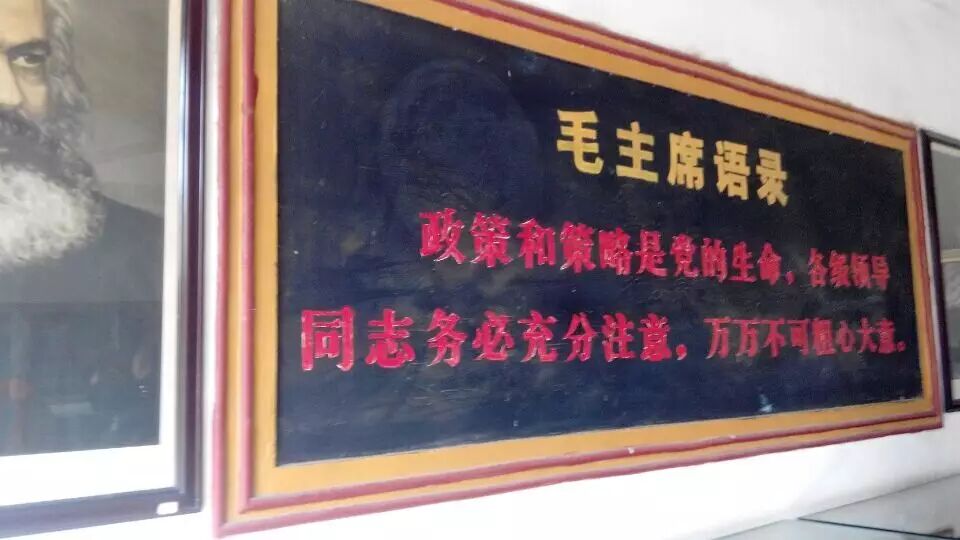 毛主席语录
政策和策略是党的生命，各级领导
同志务必充分注意，万万不可粗心大意。